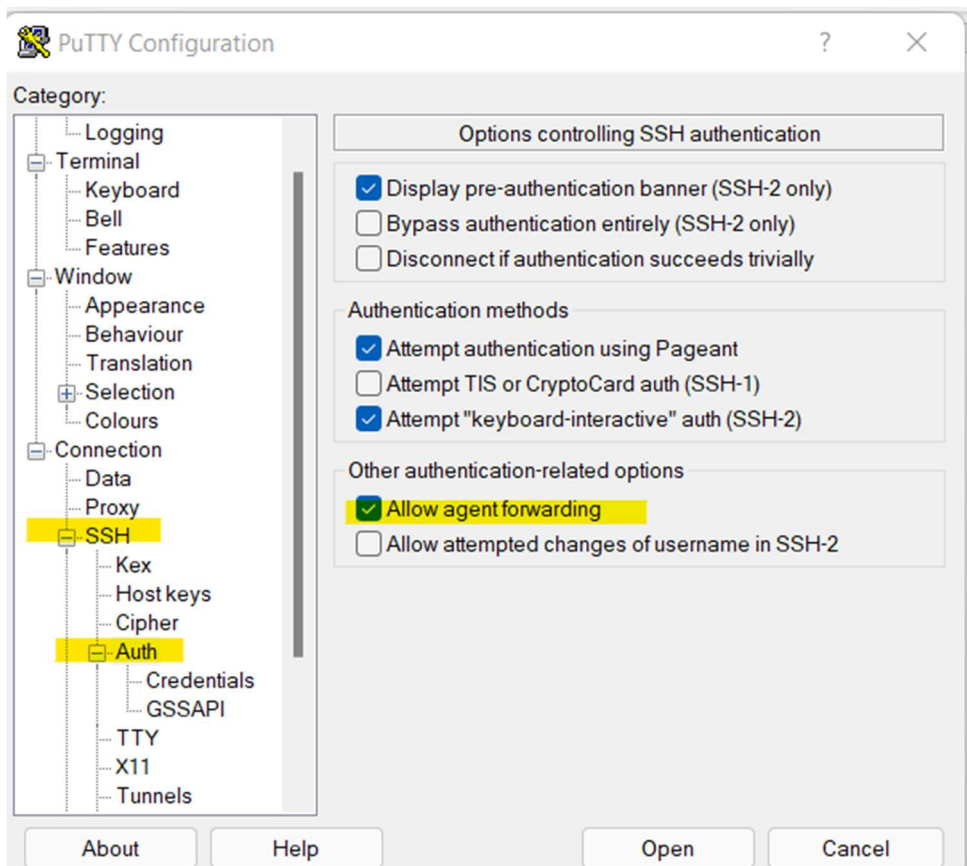 PuTTY Configuration
?
Category:
Logging
Terminal
Keyboard
Bell
Features
Window
Appearance
Behaviour
Translation
Selection
Colours
Connection
Data
Proxy
SSH
Kex
Host keys
Cipher
Auth
Credentials
GSSAPI
TTY
X11
Tunnels
Options controlling SSH authentication
Display pre-authentication banner (SSH-2 only)
Bypass authentication entirely (SSH-2 only)
Disconnect if authentication succeeds trivially
Authentication methods
Attempt authentication using Pageant
Attempt TIS or CryptoCard auth (SSH-1)
Attempt "keyboard-interactive" auth (SSH-2)
Other authentication-related options
Allow agent forwarding
Allow attempted changes of username in SSH-2
About
Help
Open
Cancel